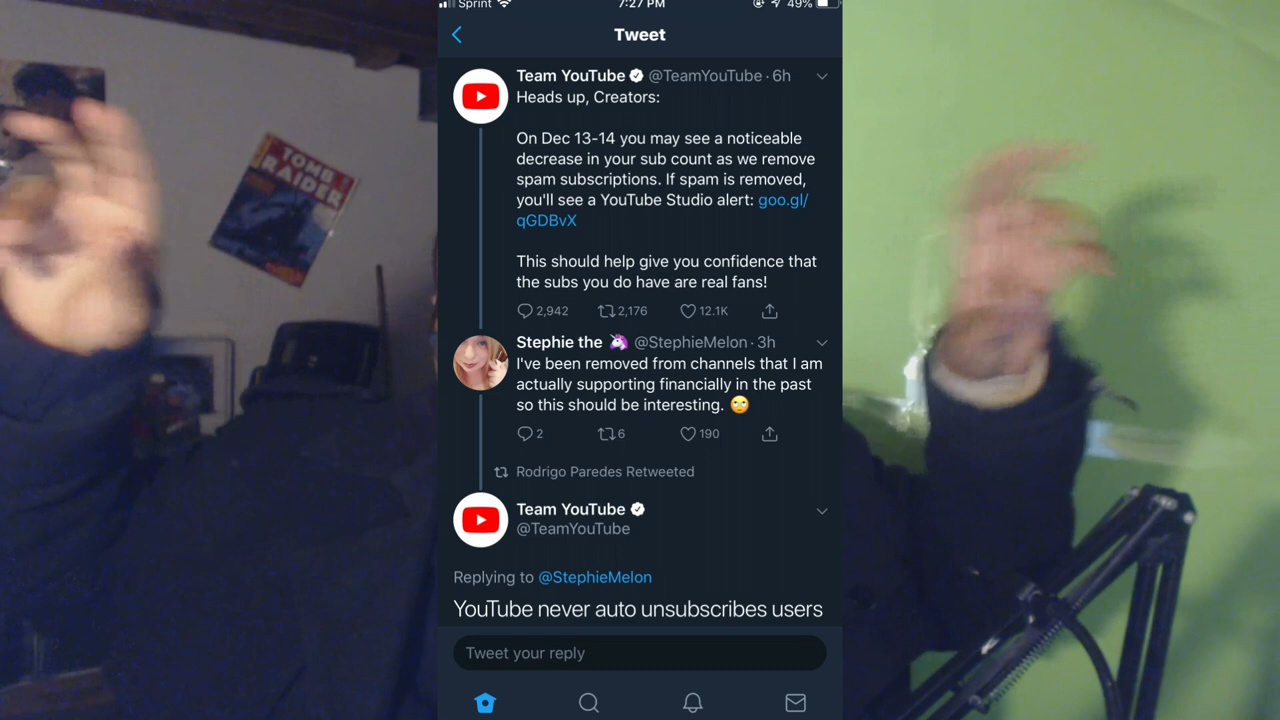 Sprint 7:27 PM 49%
Tweet
TOMB
RAIDER
Team YouTube @TeamYouTube · 6h
Heads up, Creators:
On Dec 13-14 you may see a noticeable
decrease in your sub count as we remove
spam subscriptions. If spam is removed,
you'll see a YouTube Studio alert: goo.gl/
qGDBvX
This should help give you confidence that
the subs you do have are real fans!
2,942 2,176 12.1K
Stephie the 🦄 @StephieMelon · 3h
I've been removed from channels that I am
actually supporting financially in the past
so this should be interesting. 🙄
2 6 190
Rodrigo Paredes Retweeted
Team YouTube
@TeamYouTube
Replying to @StephieMelon
YouTube never auto unsubscribes users
Tweet your reply